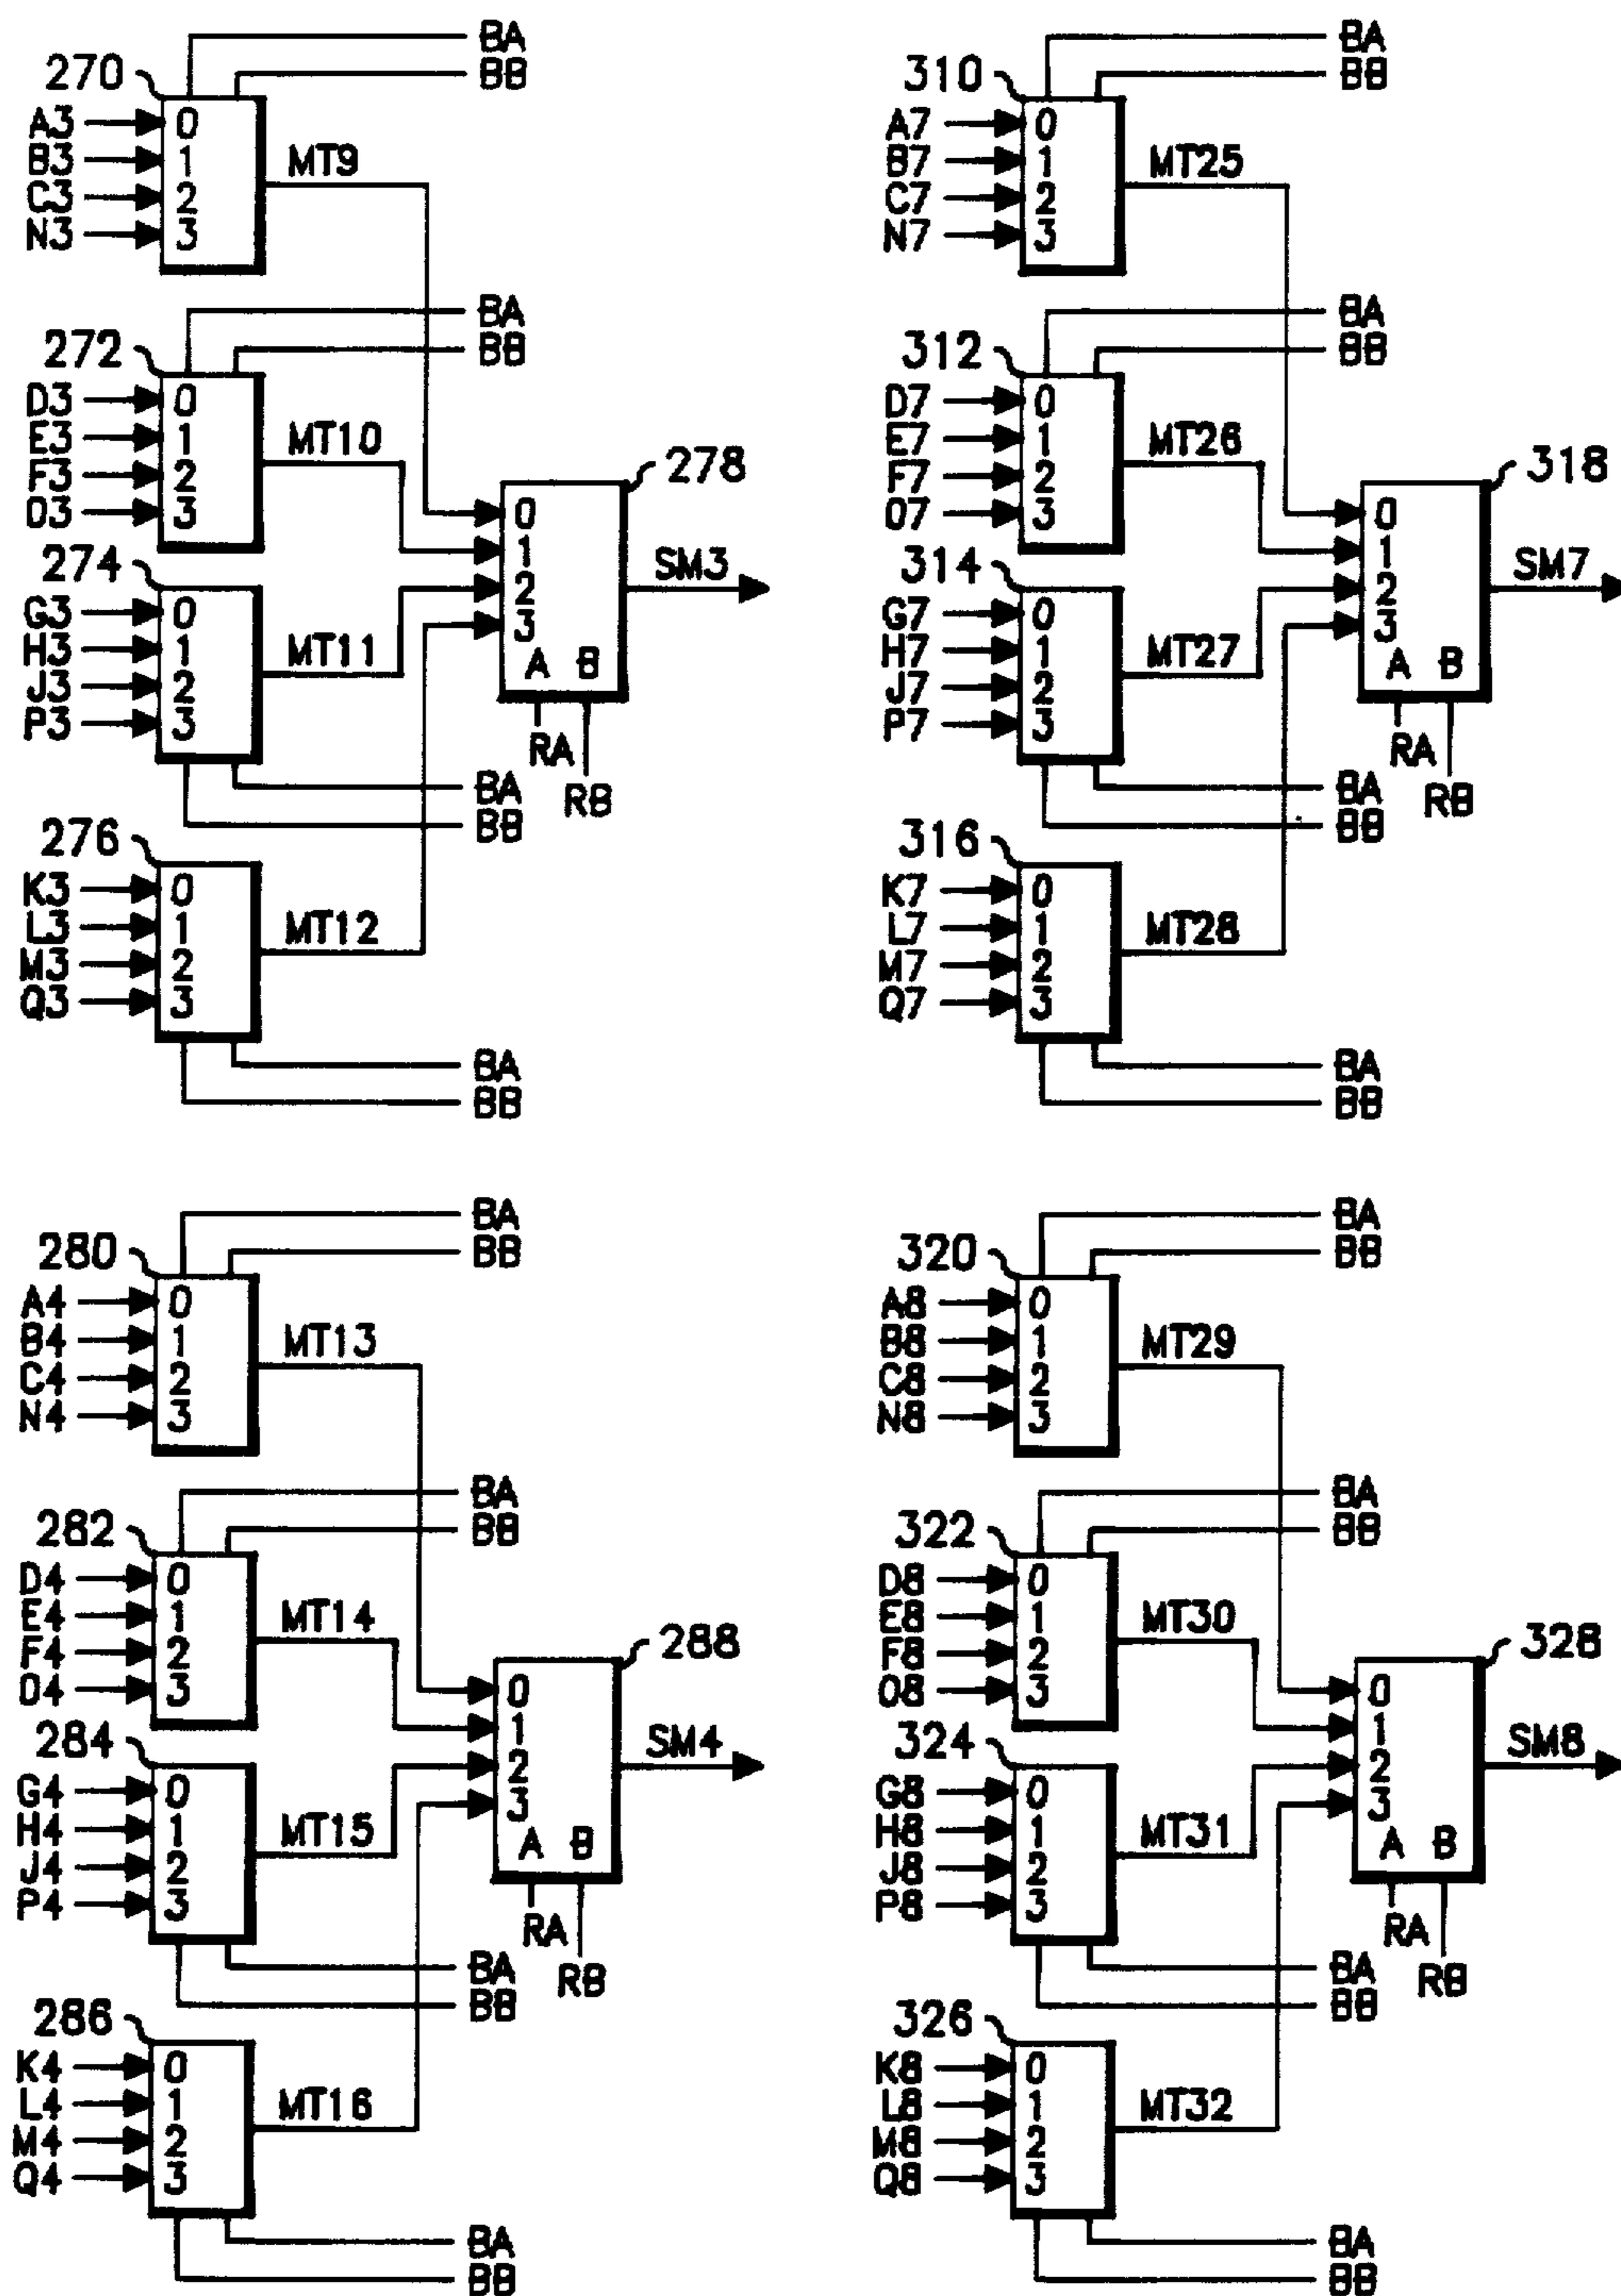 BA
BB
270
A3 0
B3 1 MT9
C3 2
N3 3
BA
BB
272
D3 0
E3 1 MT10
F3 2
O3 3
274
G3 0
H3 1 MT11
J3 2
P3 3
BA
BB
276
K3 0
L3 1 MT12
M3 2
Q3 3
BA
BB
278
0
1
2
3
A B
RA
RB
SM3
BA
BB
310
A7 0
B7 1 MT25
C7 2
N7 3
BA
BB
312
D7 0
E7 1 MT26
F7 2
O7 3
314
G7 0
H7 1 MT27
J7 2
P7 3
BA
BB
316
K7 0
L7 1 MT28
M7 2
Q7 3
BA
BB
318
0
1
2
3
A B
RA
RB
SM7
BA
BB
280
A4 0
B4 1 MT13
C4 2
N4 3
BA
BB
282
D4 0
E4 1 MT14
F4 2
O4 3
284
G4 0
H4 1 MT15
J4 2
P4 3
BA
BB
286
K4 0
L4 1 MT16
M4 2
Q4 3
BA
BB
288
0
1
2
3
A B
RA
RB
SM4
BA
BB
320
A8 0
B8 1 MT29
C8 2
N8 3
BA
BB
322
D8 0
E8 1 MT30
F8 2
O8 3
324
G8 0
H8 1 MT31
J8 2
P8 3
BA
BB
326
K8 0
L8 1 MT32
M8 2
Q8 3
BA
BB
328
0
1
2
3
A B
RA
RB
SM8